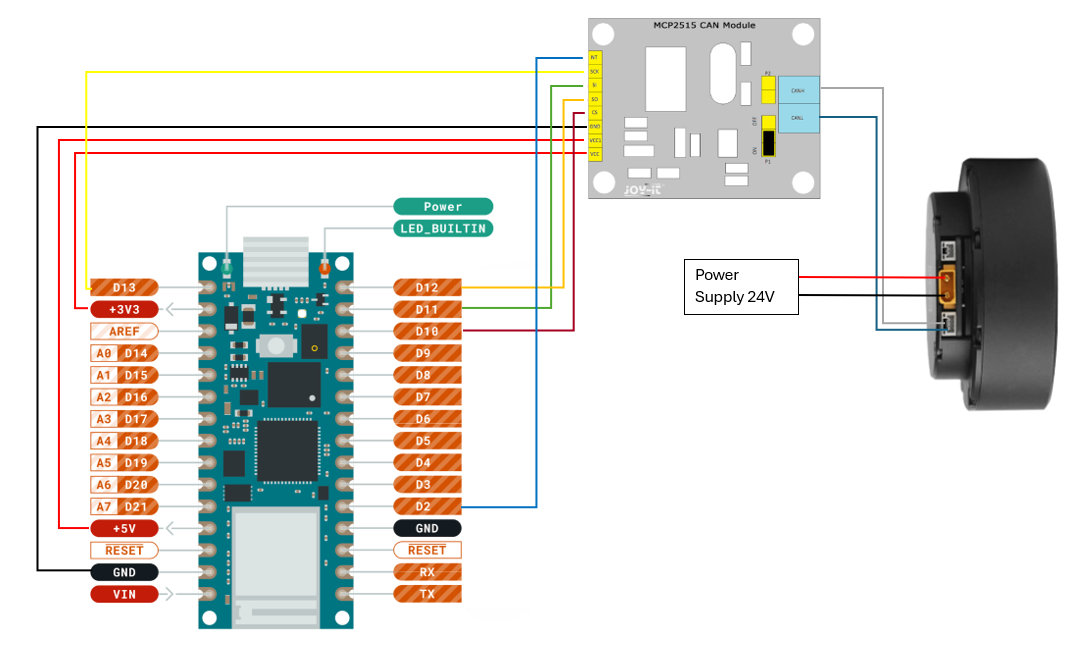 MCP2515 CAN Module
INT
SCK
SI
SO
CS
GND
VCC1
VCC
P2
CANH
CANL
OFF
ON
P1
JOY-iT
Power
LED_BUILTIN
D13
+3V3
AREF
A0 D14
A1 D15
A2 D16
A3 D17
A4 D18
A5 D19
A6 D20
A7 D21
+5V
RESET
GND
VIN
D12
D11
D10
D9
D8
D7
D6
D5
D4
D3
D2
GND
RESET
RX
TX
Power
Supply 24V